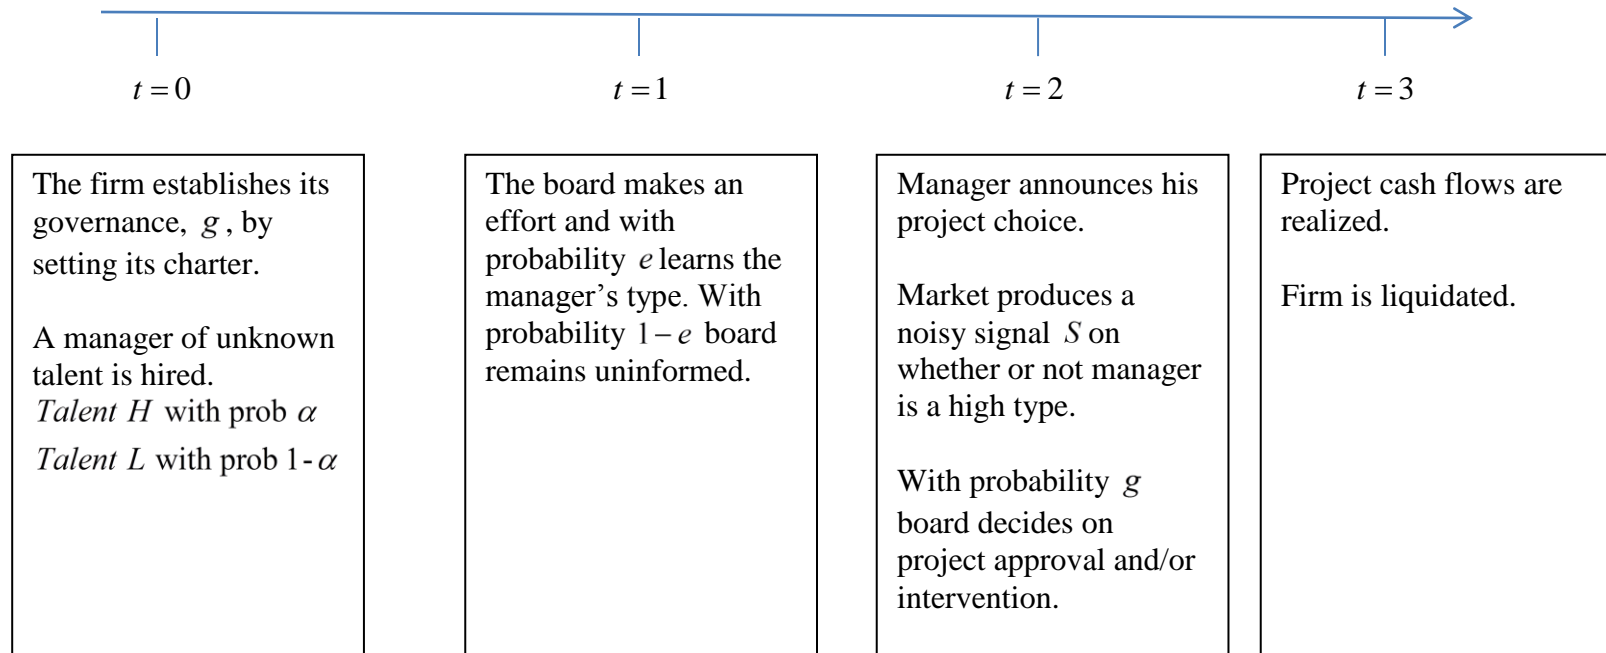 t = 0
t = 1
t = 2
t = 3
The firm establishes its
governance, g, by
setting its charter.
A manager of unknown
talent is hired.
Talent H with prob α
Talent L with prob 1-α
The board makes an
effort and with
probability e learns the
manager's type. With
probability 1−e board
remains uninformed.
Manager announces his
project choice.
Market produces a
noisy signal S on
whether or not manager
is a high type.
With probability g
board decides on
project approval and/or
intervention.
Project cash flows are
realized.
Firm is liquidated.